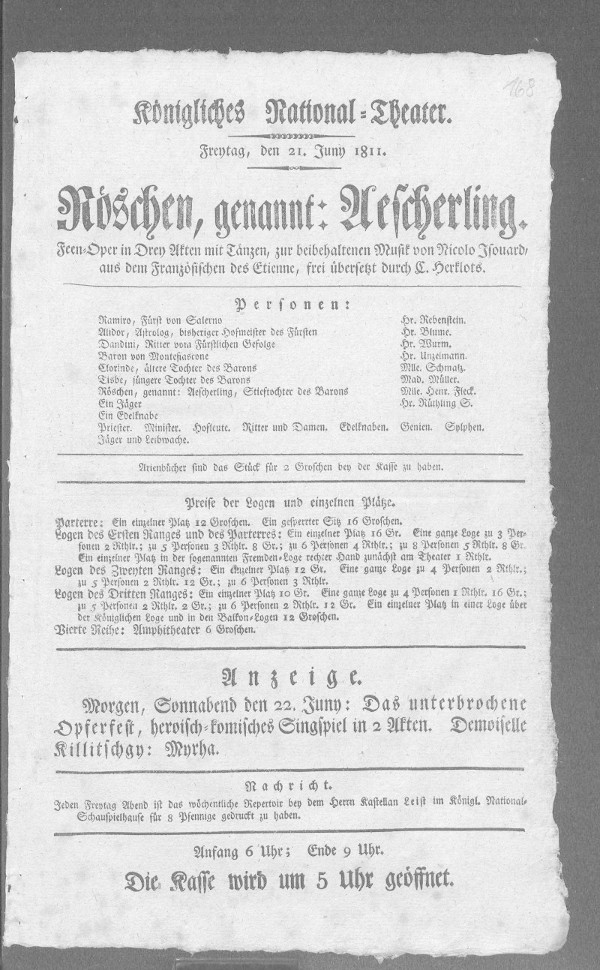 168
Königliches National-Theater.
Freytag, den 21. Juny 1811.
Röschen, genannt: Aescherling.
Feen-Oper in Drey Akten mit Tänzen, zur beibehaltenen Musik von Nicolo Isouard,
aus dem Französischen des Etienne, frei übersetzt durch C. Herklots.
Personen:
Ramiro, Fürst von Salerno Hr. Rebenstein.
Alidor, Astrolog, bisheriger Hofmeister des Fürsten Hr. Blume.
Dandini, Ritter vom Fürstlichen Gefolge Hr. Wurm.
Baron von Montefiascone Hr. Unzelmann.
Clorinde, ältere Tochter des Barons Mlle. Schmalz.
Tisbe, jüngere Tochter des Barons Mad. Müller.
Röschen, genannt: Aescherling, Stieftochter des Barons Mlle. Henr. Fleck.
Ein Jäger Hr. Rüthling S.
Ein Edelknabe
Priester. Minister. Hofleute. Ritter und Damen. Edelknaben. Genien. Sylphen.
Jäger und Leibwache.
Arienbücher sind das Stück für 2 Groschen bey der Kasse zu haben.
Preise der Logen und einzelnen Plätze.
Parterre: Ein einzelner Platz 12 Groschen. Ein gesperrter Sitz 16 Groschen.
Logen des Ersten Ranges und des Parterres: Ein einzelner Platz 16 Gr. Eine ganze Loge zu 3 Per-
sonen 2 Rthlr.; zu 5 Personen 3 Rthlr. 8 Gr.; zu 6 Personen 4 Rthlr.; zu 8 Personen 5 Rthlr. 8 Gr.
Ein einzelner Platz in der sogenannten Fremden-Loge rechter Hand zunächst am Theater 1 Rthlr.
Logen des Zweyten Ranges: Ein einzelner Platz 12 Gr. Eine ganze Loge zu 4 Personen 2 Rthlr.;
zu 5 Personen 2 Rthlr. 12 Gr.; zu 6 Personen 3 Rthlr.
Logen des Dritten Ranges: Ein einzelner Platz 10 Gr. Eine ganze Loge zu 4 Personen 1 Rthlr. 16 Gr.;
zu 5 Personen 2 Rthlr. 2 Gr.; zu 6 Personen 2 Rthlr. 12 Gr. Ein einzelner Platz in einer Loge über
der Königlichen Loge und in den Balkon-Logen 12 Groschen.
Vierte Reihe: Amphitheater 6 Groschen.
Anzeige.
Morgen, Sonnabend den 22. Juny: Das unterbrochene
Opferfest, heroisch-komisches Singspiel in 2 Akten. Demoiselle
Killitschgy: Myrha.
Nachricht.
Jeden Freytag Abend ist das wöchentliche Repertoir bey dem Herrn Kastellan Leist im Königl. National-
Schauspielhause für 8 Pfennige gedruckt zu haben.
Anfang 6 Uhr; Ende 9 Uhr.
Die Kasse wird um 5 Uhr geöffnet.